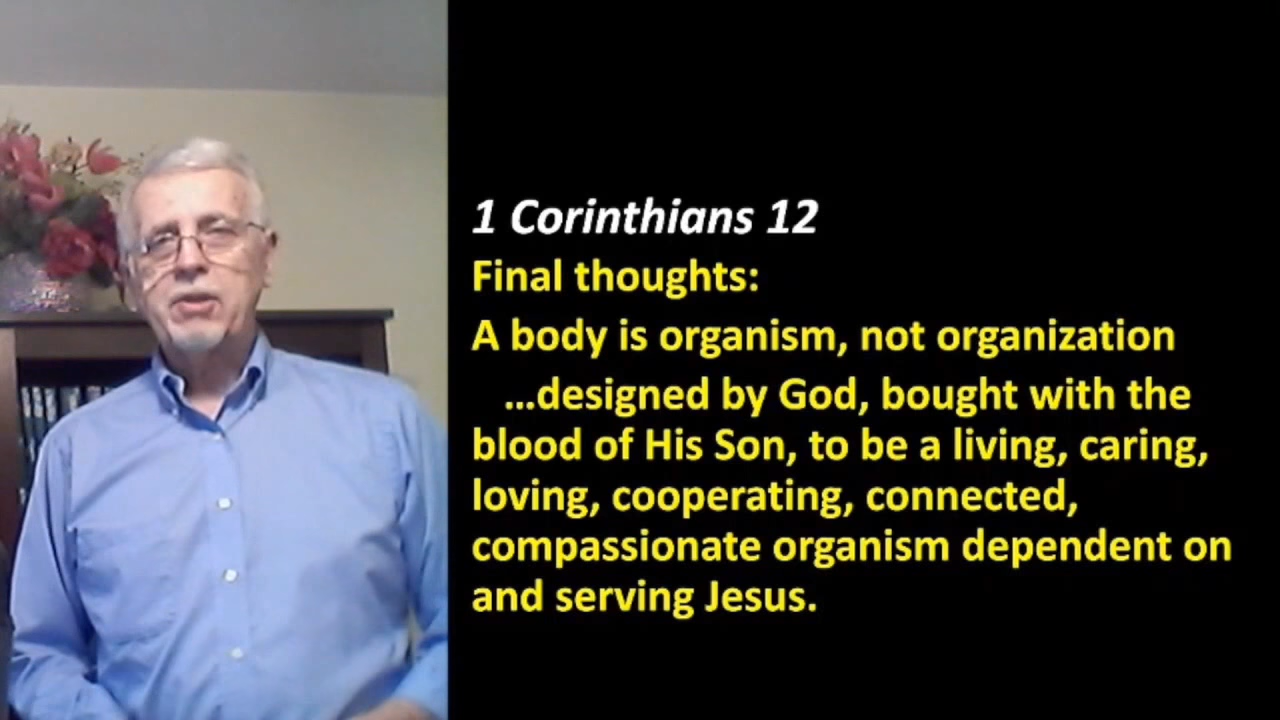 1 Corinthians 12
Final thoughts:
A body is organism, not organization
…designed by God, bought with the
blood of His Son, to be a living, caring,
loving, cooperating, connected,
compassionate organism dependent on
and serving Jesus.